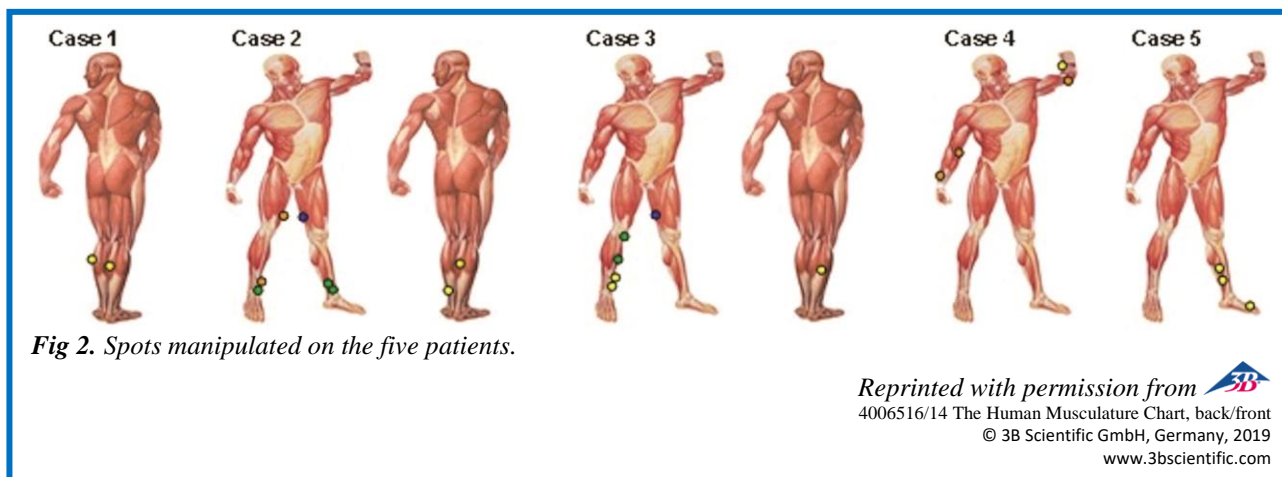 Case 1 Case 2 Case 3 Case 4 Case 5
Fig 2. Spots manipulated on the five patients.
Reprinted with permission from 3B
4006516/14 The Human Musculature Chart, back/front
© 3B Scientific GmbH, Germany, 2019
www.3bscientific.com